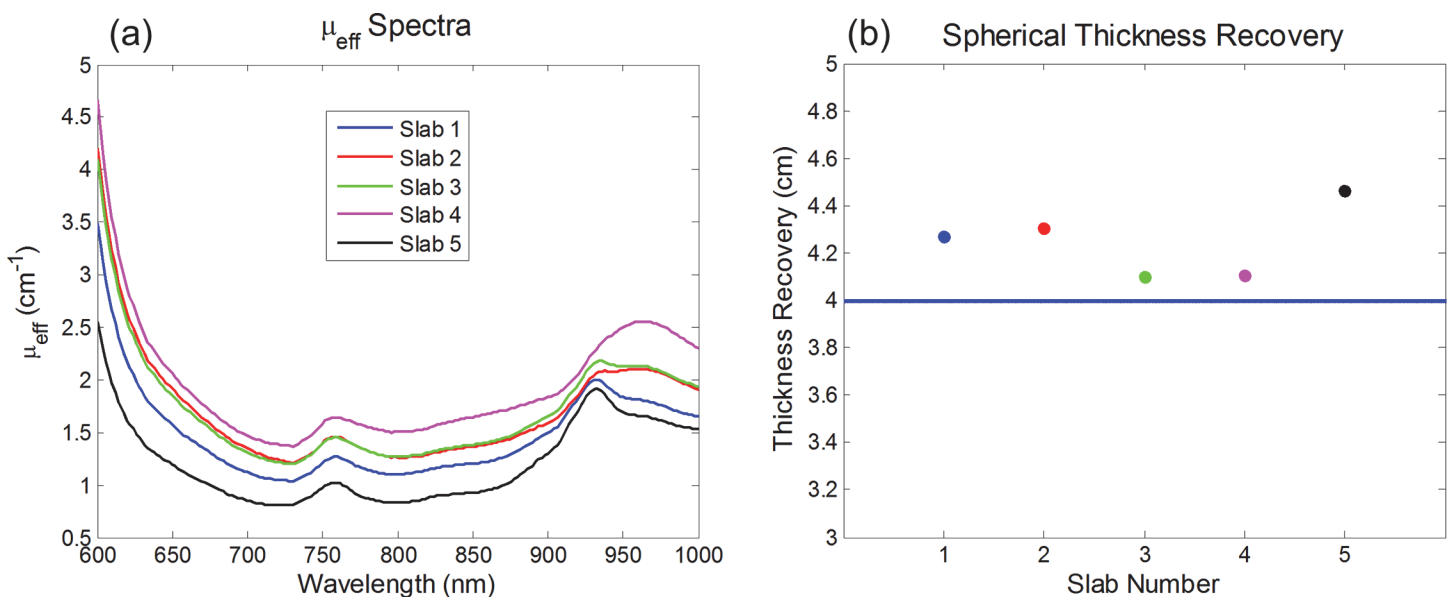 (a)
μeff Spectra
5
4.5
4
3.5
3
2.5
2
1.5
1
0.5
μeff (cm-1)
Slab 1
Slab 2
Slab 3
Slab 4
Slab 5
600 650 700 750 800 850 900 950 1000
Wavelength (nm)
(b)
Spherical Thickness Recovery
5
4.8
4.6
4.4
4.2
4
3.8
3.6
3.4
3.2
3
Thickness Recovery (cm)
1 2 3 4 5
Slab Number